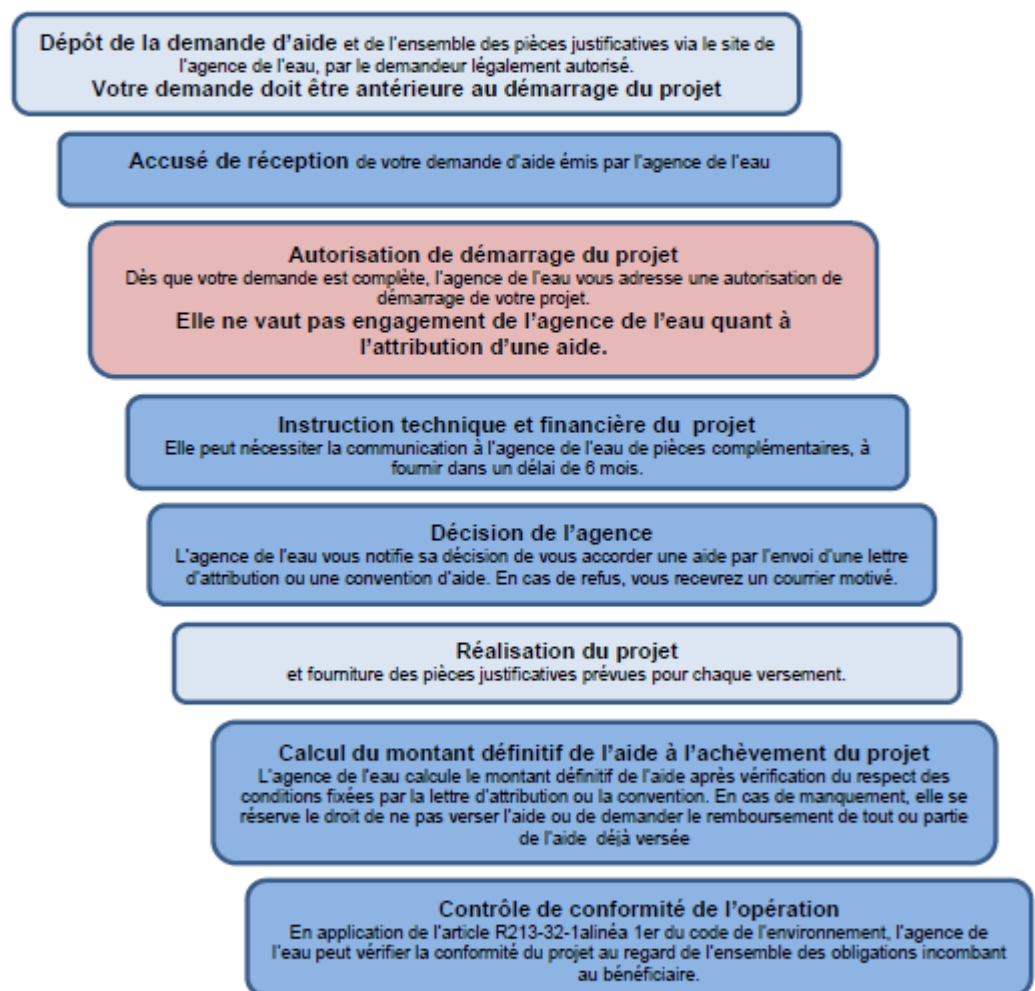 Dépôt de la demande d'aide et de l'ensemble des pièces justificatives via le site de
l'agence de l'eau, par le demandeur légalement autorisé.
Votre demande doit être antérieure au démarrage du projet
Accusé de réception de votre demande d'aide émis par l'agence de l'eau
Autorisation de démarrage du projet
Dès que votre demande est complète, l'agence de l'eau vous adresse une autorisation de
démarrage de votre projet.
Elle ne vaut pas engagement de l'agence de l'eau quant à
l'attribution d'une aide.
Instruction technique et financière du projet
Elle peut nécessiter la communication à l'agence de l'eau de pièces complémentaires, à
fournir dans un délai de 6 mois.
Décision de l'agence
L'agence de l'eau vous notifie sa décision de vous accorder une aide par l'envoi d'une lettre
d'attribution ou une convention d'aide. En cas de refus, vous recevrez un courrier motivé.
Réalisation du projet
et fourniture des pièces justificatives prévues pour chaque versement.
Calcul du montant définitif de l'aide à l'achèvement du projet
L'agence de l'eau calcule le montant définitif de l'aide après vérification du respect des
conditions fixées par la lettre d'attribution ou la convention. En cas de manquement, elle se
réserve le droit de ne pas verser l'aide ou de demander le remboursement de tout ou partie
de l'aide déjà versée
Contrôle de conformité de l'opération
En application de l'article R213-32-1alinéa 1er du code de l'environnement, l'agence de
l'eau peut vérifier la conformité du projet au regard de l'ensemble des obligations incombant
au bénéficiaire.